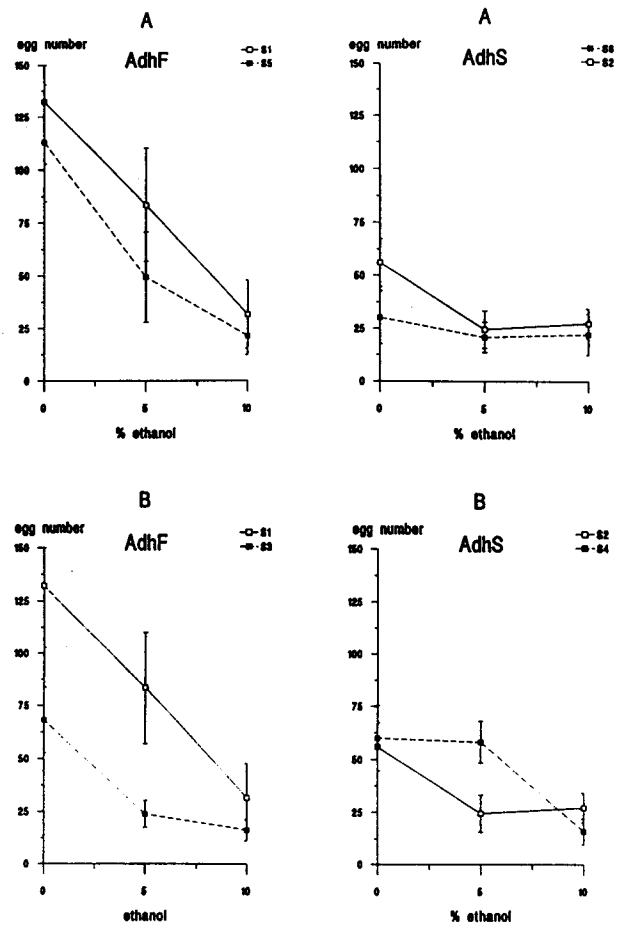 A
egg number
AdhF
S1
S5
150
125
100
75
50
25
0
0 5 10
% ethanol
A
egg number
AdhS
S6
S2
150
125
100
75
50
25
0
0 5 10
% ethanol
B
egg number
AdhF
S1
S3
150
125
100
75
50
25
0
0 5 10
ethanol
B
egg number
AdhS
S2
S4
150
125
100
75
50
25
0
0 5 10
% ethanol